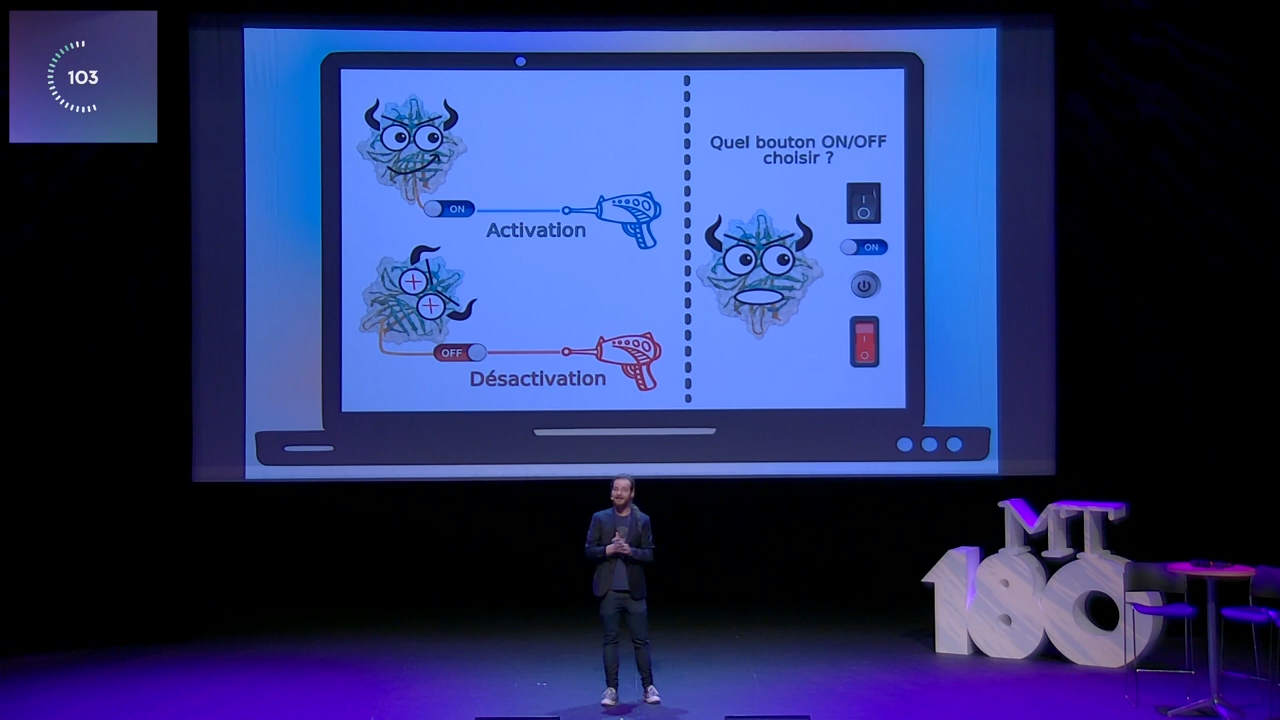 103
ON
Activation
OFF
Désactivation
Quel bouton ON/OFF
choisir ?
ON
MT
180